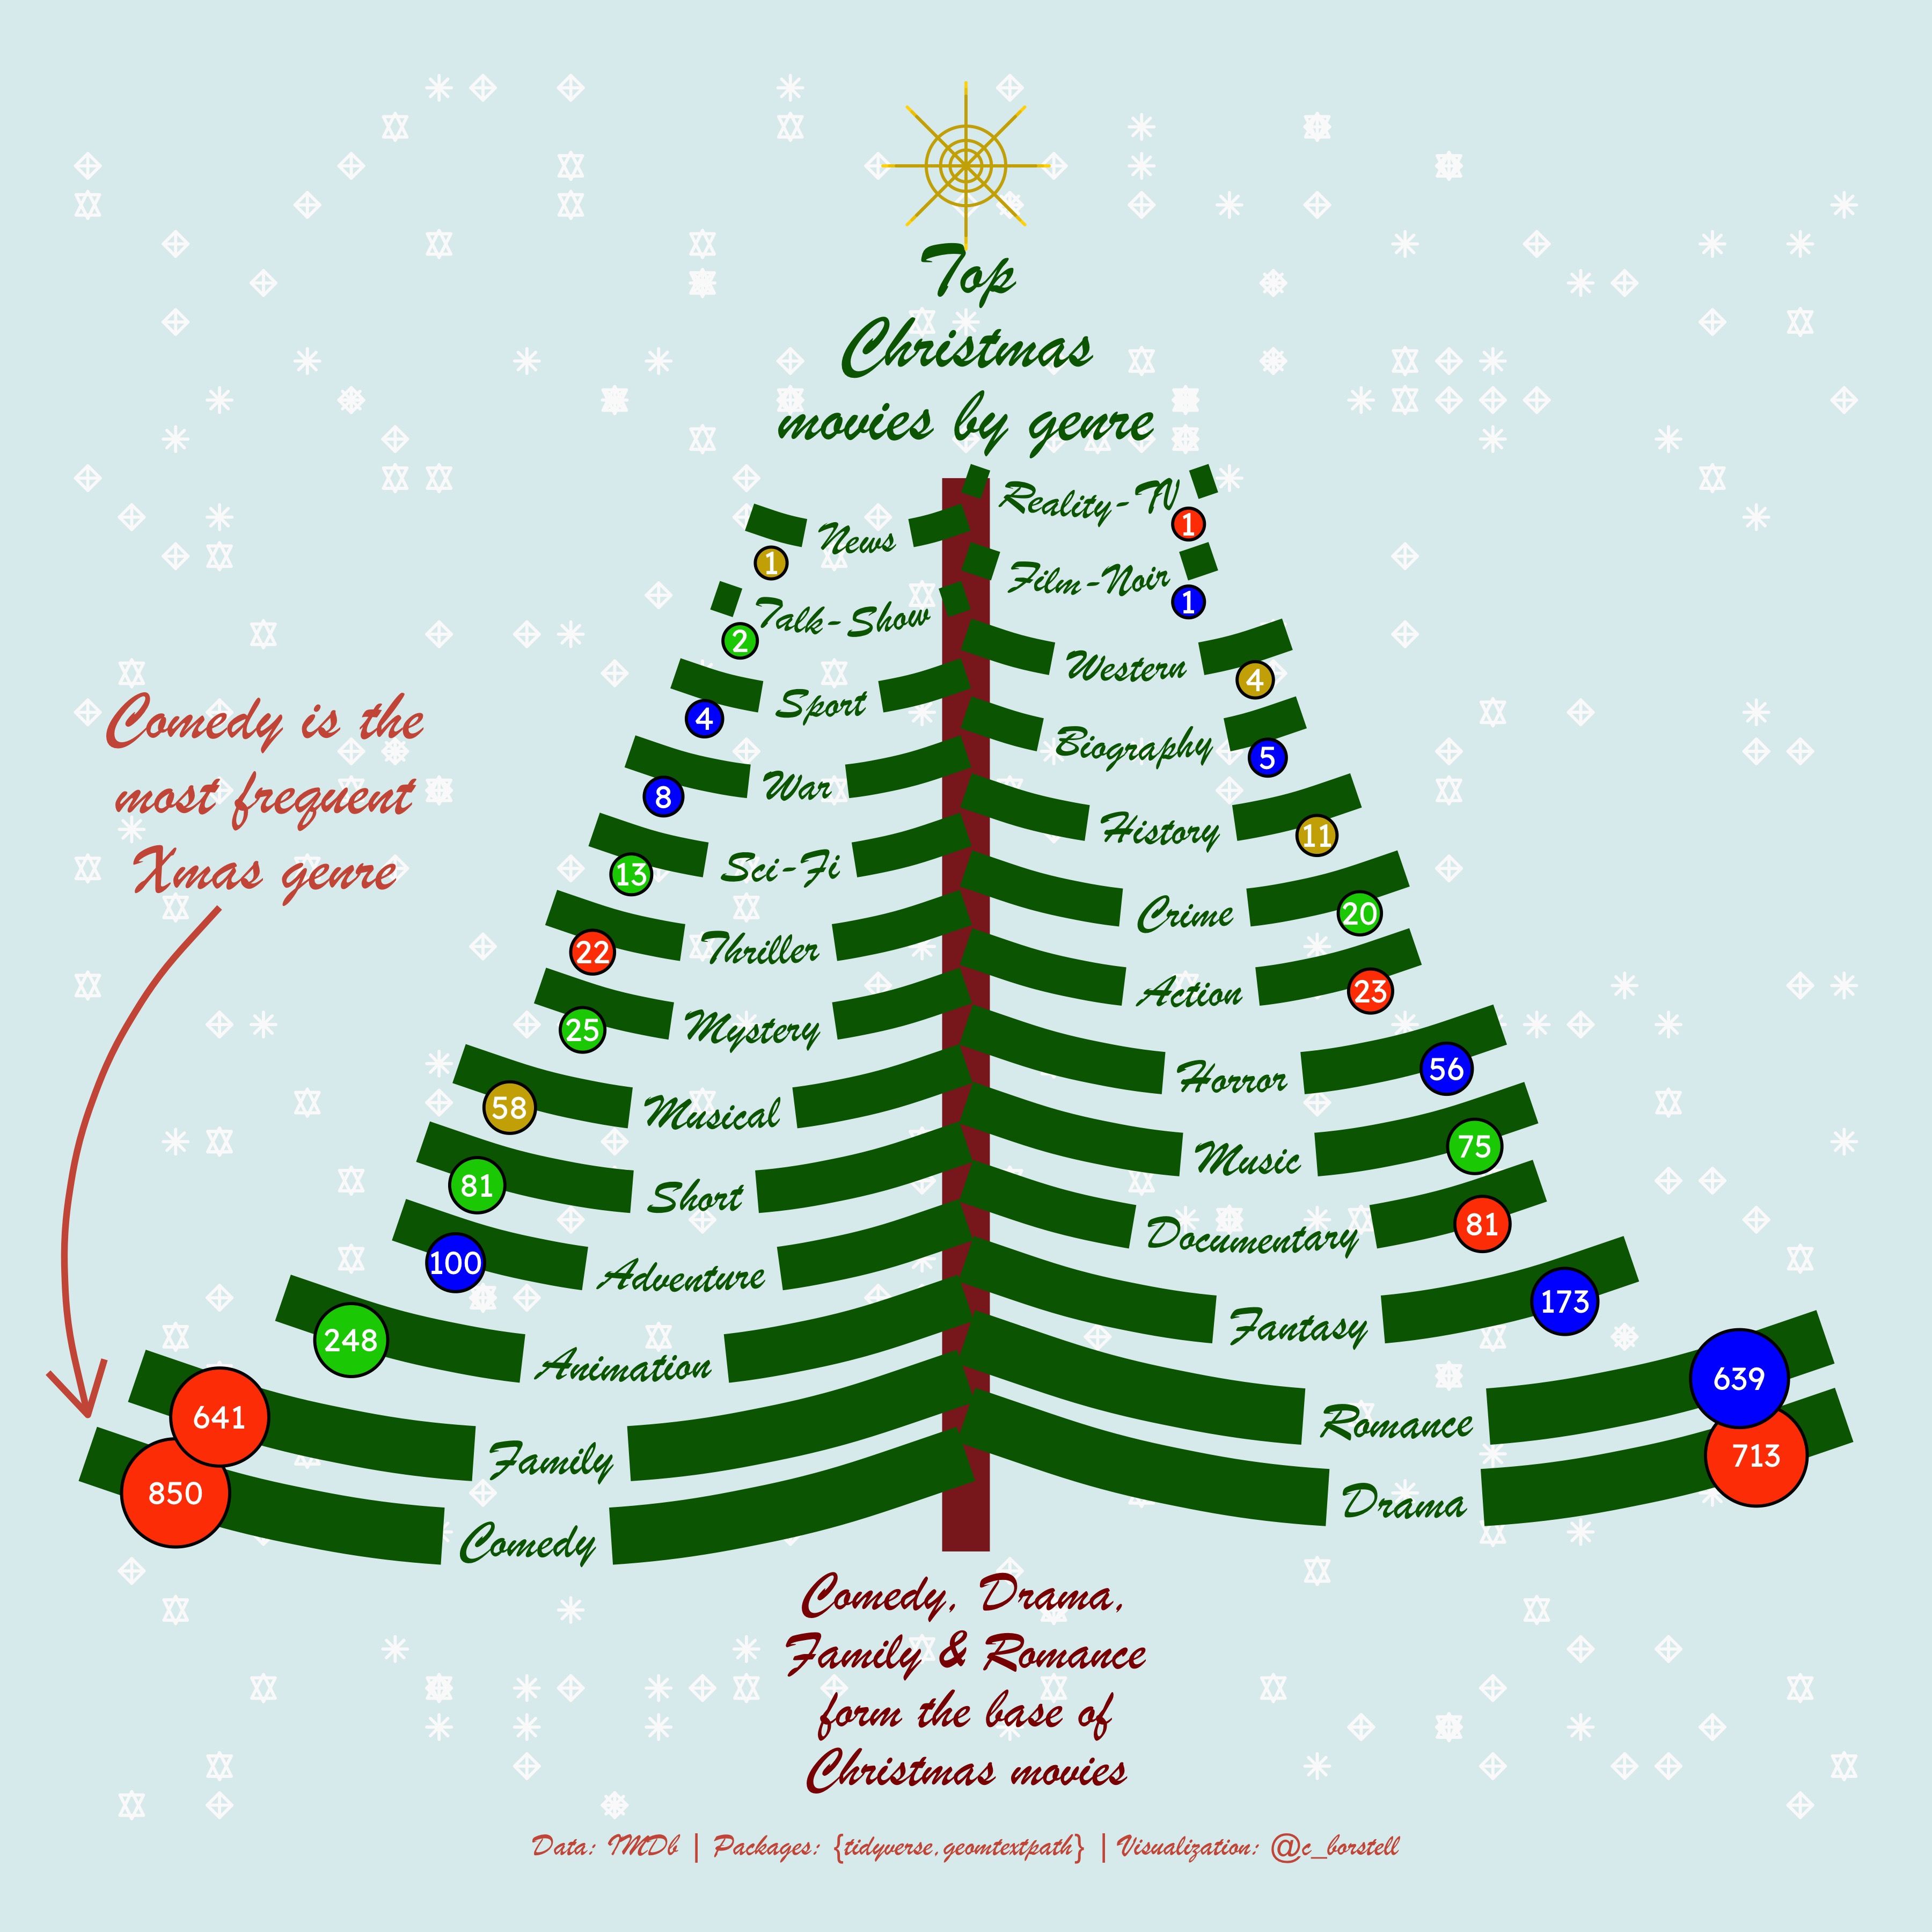 Top
Christmas
movies by genre
Reality-TV
1
News
1
Film-Noir
1
Talk-Show
2
Western
4
Sport
4
Biography
5
War
8
History
11
Sci-Fi
13
Crime
20
Thriller
22
Action
23
Mystery
25
Horror
56
Musical
58
Music
75
Short
81
Documentary
81
Adventure
100
Fantasy
173
Animation
248
Romance
639
Family
641
Drama
713
Comedy
850
Comedy is the
most frequent
Xmas genre
Comedy, Drama,
Family & Romance
form the base of
Christmas movies
Data: IMDb | Packages: {tidyverse,geomtextpath} | Visualization: @c_borstell